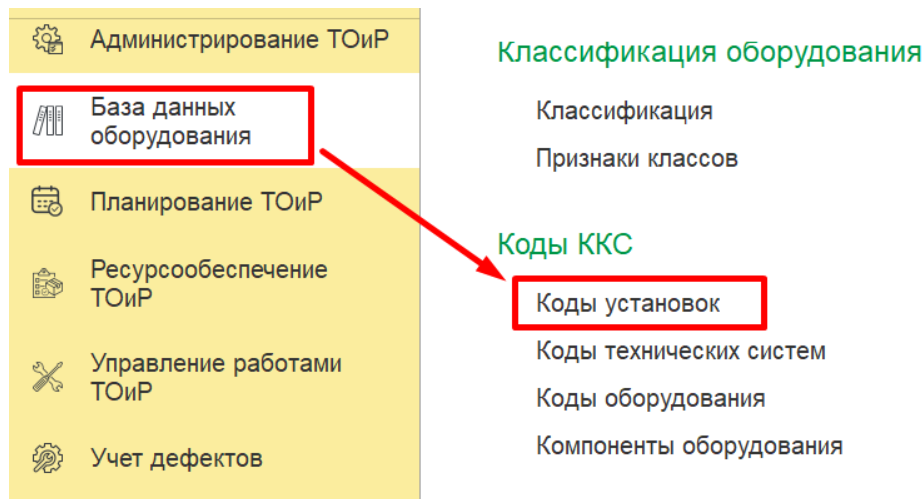 Администрирование ТОиР
База данных
оборудования
Планирование ТОиР
Ресурсообеспечение
ТОиР
Управление работами
ТОиР
Учет дефектов
Классификация оборудования
Классификация
Признаки классов
Коды ККС
Коды установок
Коды технических систем
Коды оборудования
Компоненты оборудования